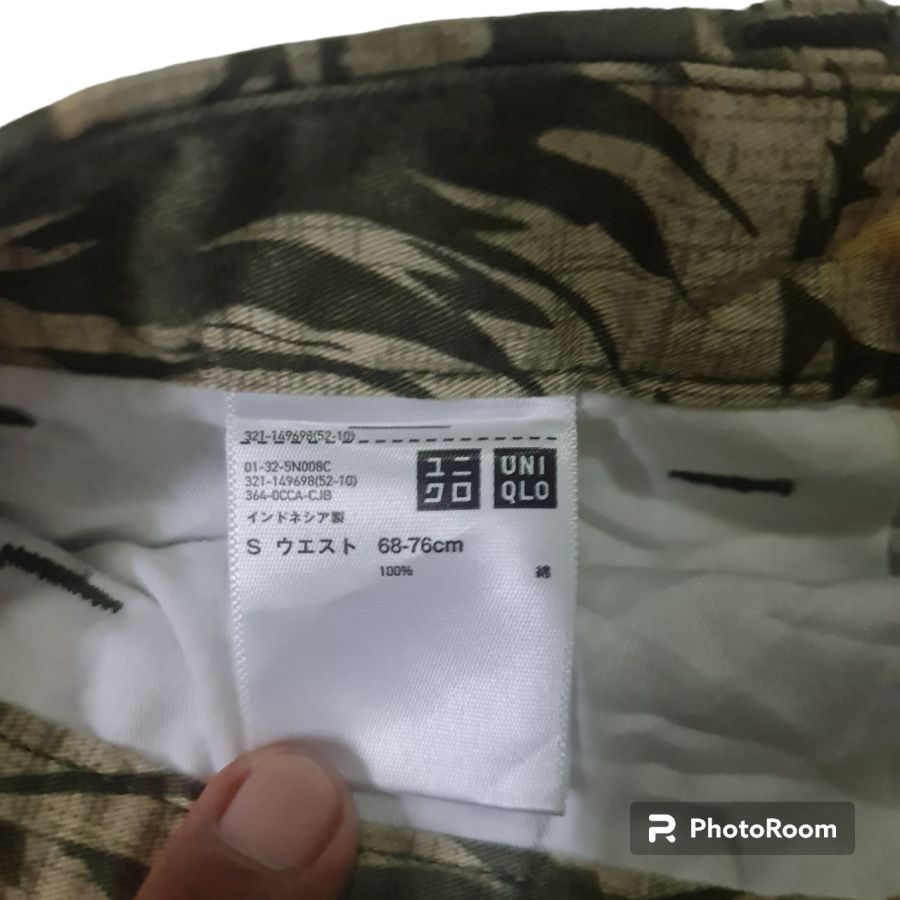 321-149698(52-10)
01-32-5N008C
321-149698(52-10)
364-0CCA-CJB
インドネシア製
ユニ
クロ
UNI
QLO
S ウエスト 68-76cm
100% 綿
PhotoRoom